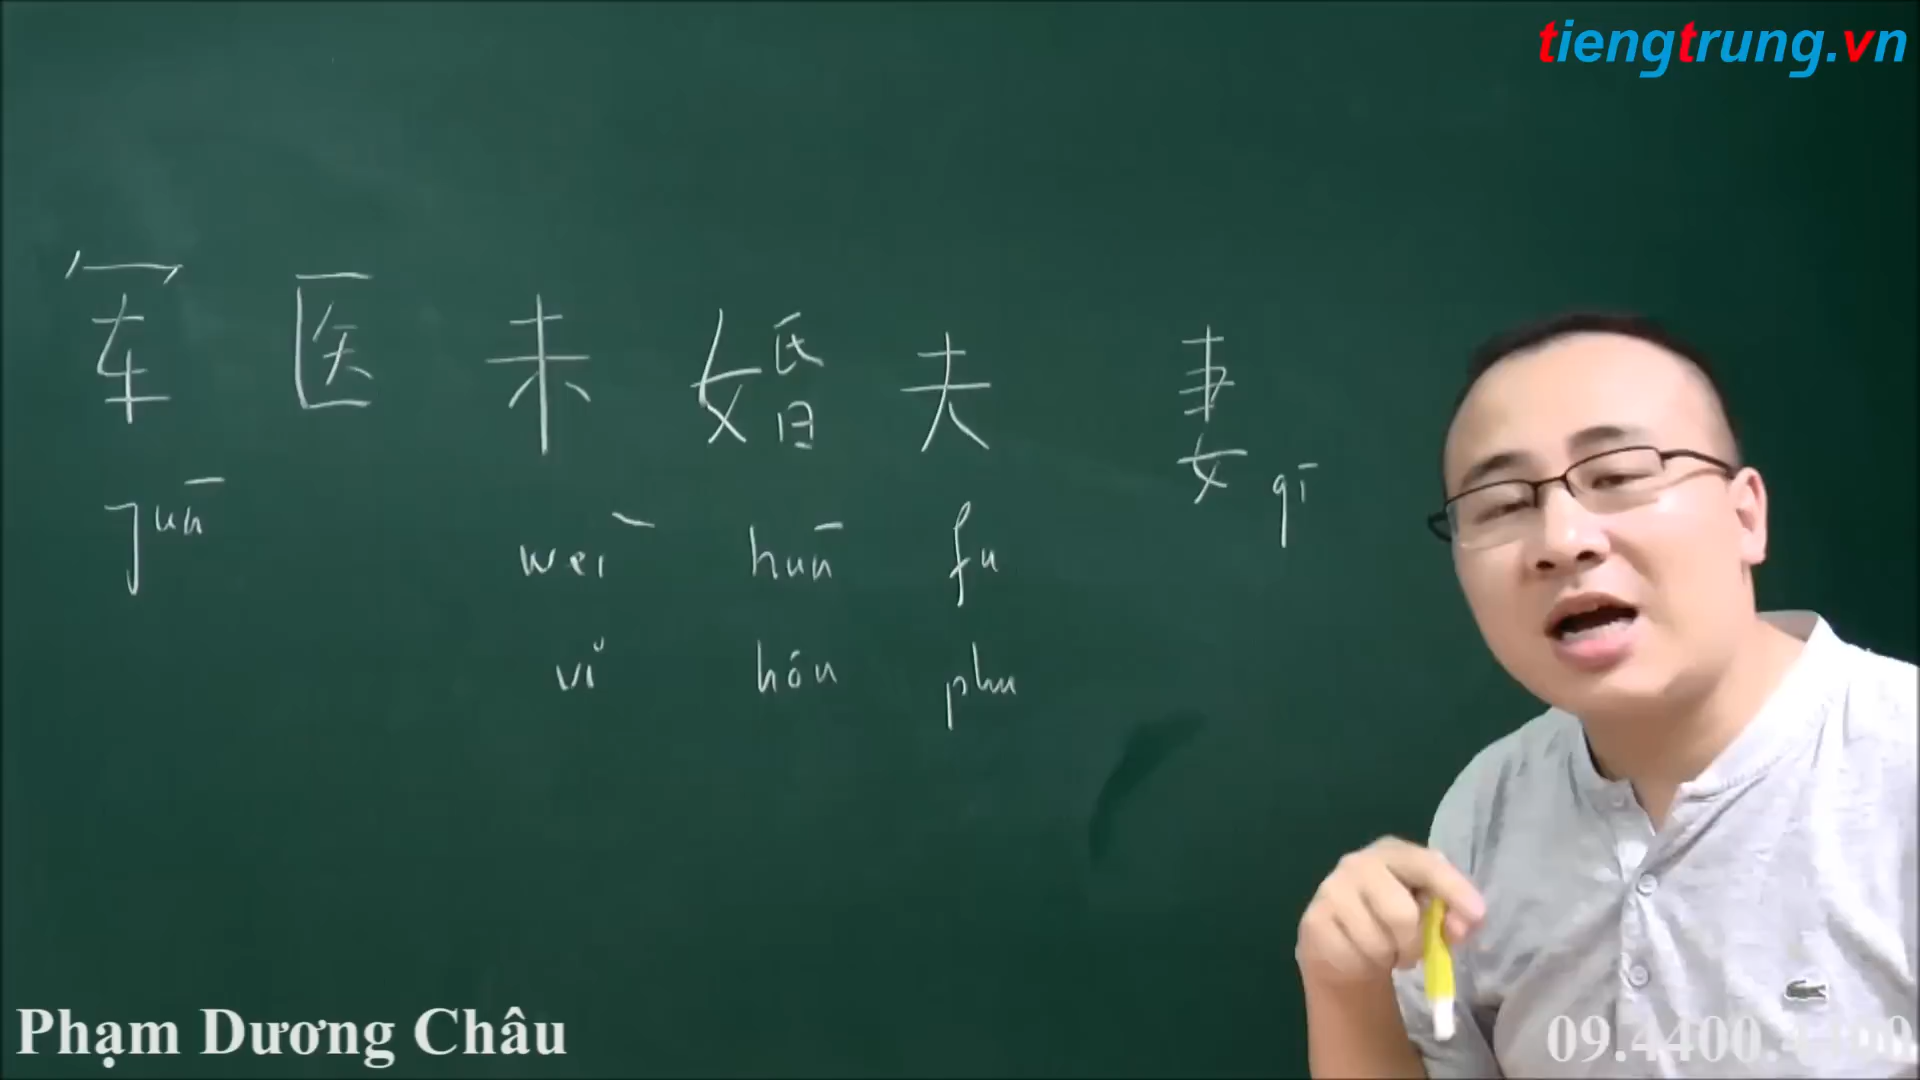 tiengtrung.vn
军 医 未 婚 夫 妻
jūn wèi hūn fu qī
vị hôn phu
Phạm Dương Châu